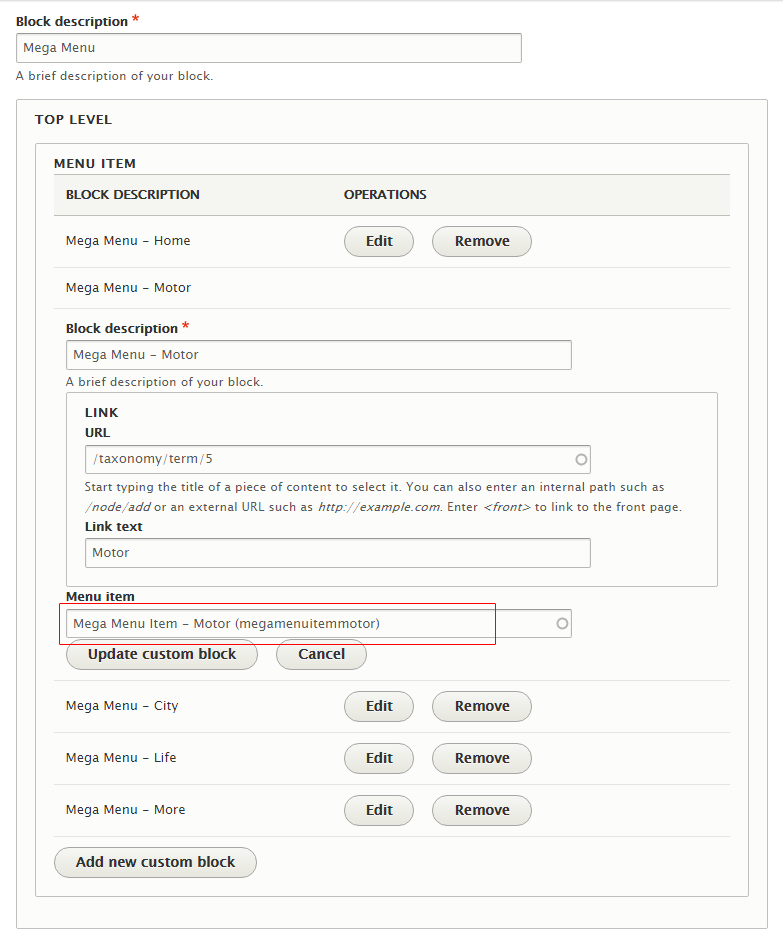 Block description *
Mega Menu
A brief description of your block.
TOP LEVEL
MENU ITEM
BLOCK DESCRIPTION OPERATIONS
Mega Menu – Home Edit Remove
Mega Menu – Motor
Block description *
Mega Menu – Motor
A brief description of your block.
LINK
URL
/taxonomy/term/5
Start typing the title of a piece of content to select it. You can also enter an internal path such as
/node/add or an external URL such as http://example.com. Enter <front> to link to the front page.
Link text
Motor
Menu item
Mega Menu Item – Motor (megamenuitemmotor)
Update custom block Cancel
Mega Menu – City Edit Remove
Mega Menu – Life Edit Remove
Mega Menu – More Edit Remove
Add new custom block